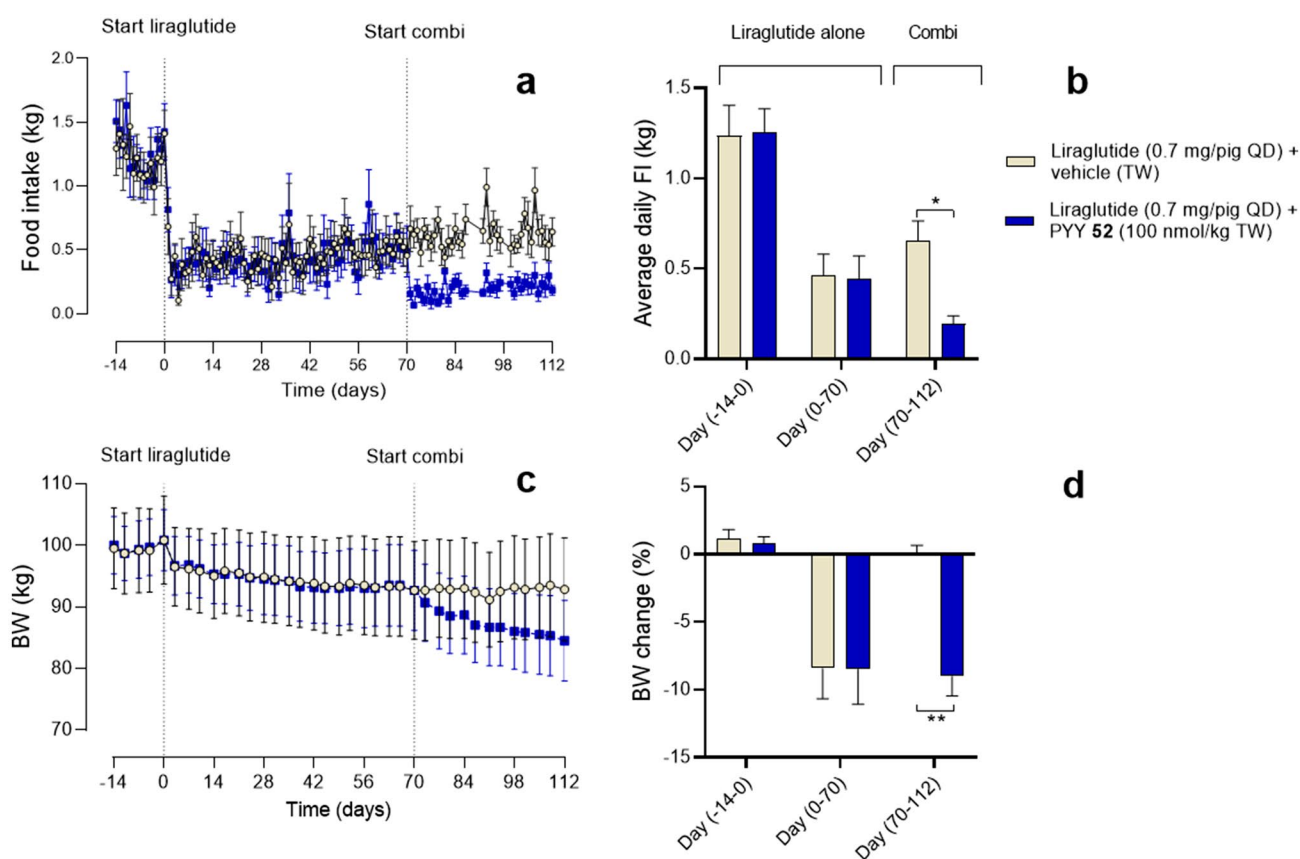 Start liraglutide
Start combi
a
Food intake (kg)
2.0
1.5
1.0
0.5
0.0
-14 0 14 28 42 56 70 84 98 112
Time (days)
Liraglutide alone
Combi
b
Average daily FI (kg)
1.5
1.0
0.5
0.0
*
Day (-14-0)
Day (0-70)
Day (70-112)
Liraglutide (0.7 mg/pig QD) +
vehicle (TW)
Liraglutide (0.7 mg/pig QD) +
PYY 52 (100 nmol/kg TW)
Start liraglutide
Start combi
c
BW (kg)
110
100
90
80
70
-14 0 14 28 42 56 70 84 98 112
Time (days)
d
BW change (%)
5
0
-5
-10
-15
**
Day (-14-0)
Day (0-70)
Day (70-112)